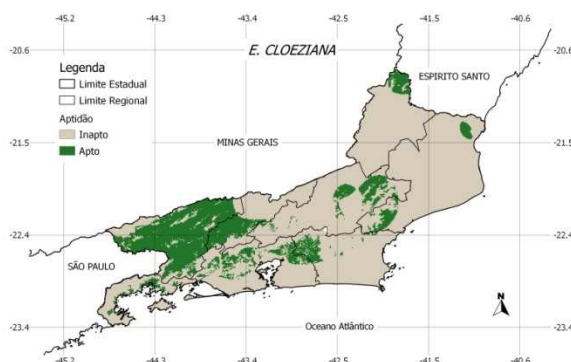 -45.2 -44.3 -43.4 -42.5 -41.5 -40.6
-20.6 E. CLOEZIANA -20.6
Legenda
Limite Estadual
Limite Regional
Aptidão
Inapto
Apto
ESPIRITO SANTO
MINAS GERAIS
-21.5 -21.5
-22.4 -22.4
SÃO PAULO
N
-23.4 Oceano Atlântico -23.4
-45.2 -44.3 -43.4 -42.5 -41.5 -40.6